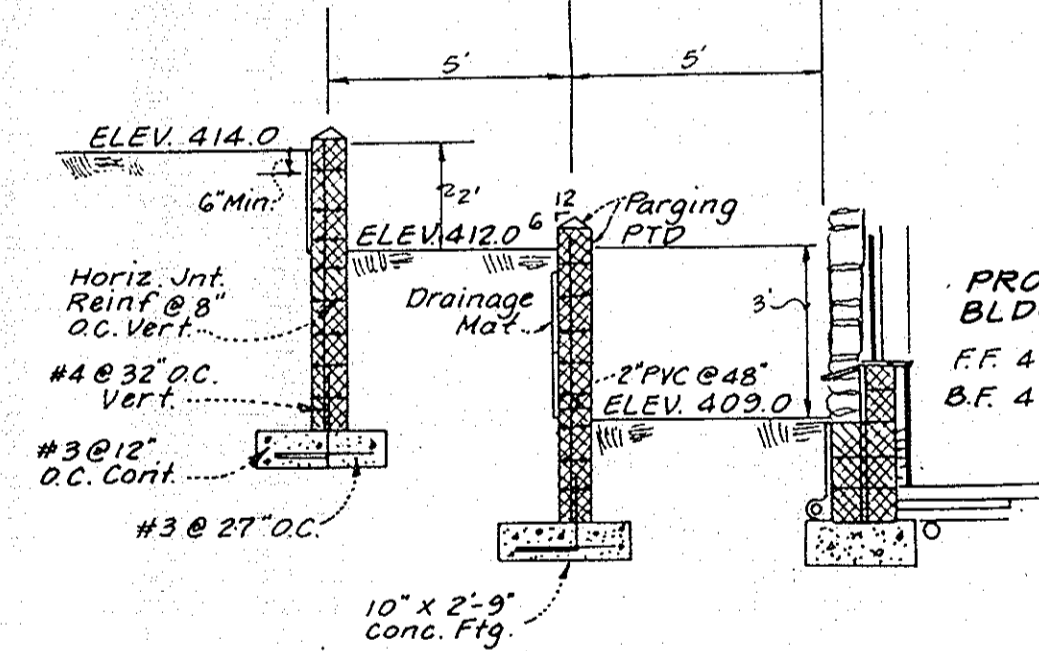 5'
5'
ELEV. 414.0
6" Min.
2'
12
6
Parging
PTD
ELEV. 412.0
Horiz. Jnt.
Reinf @ 8"
O.C. Vert.
Drainage
Mat
3'
PRO
BLD
#4 @ 32" O.C.
Vert.
2" PVC @ 48"
ELEV. 409.0
F.F. 4
B.F. 4
#3 @ 12"
O.C. Cont.
#3 @ 27" O.C.
10" X 2'-9"
Conc. Ftg.